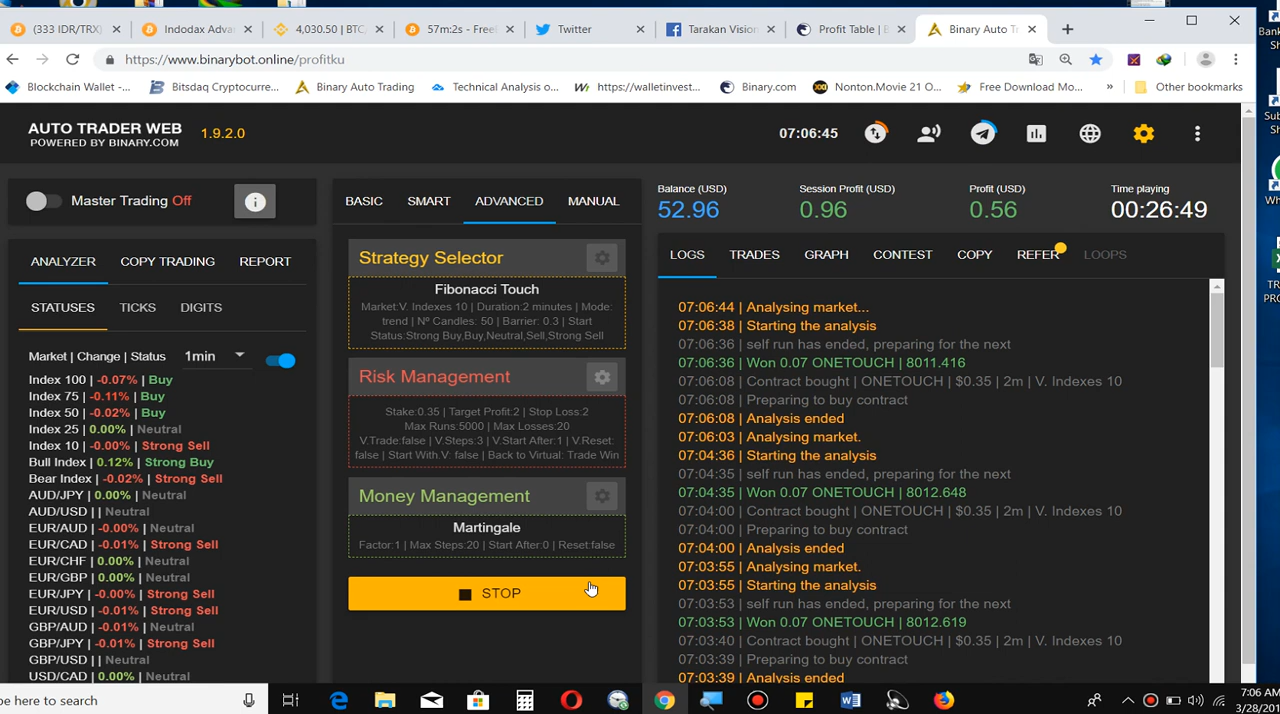 (333 IDR/TRX)
Indodax Adva
4,030.50 | BTC/
57m:2s - Free
Twitter
Tarakan Vision
Profit Table | B
Binary Auto Tr
https://www.binarybot.online/profitku
Blockchain Wallet -...
Bitsdaq Cryptocurre...
Binary Auto Trading
Technical Analysis o...
https://walletinvest...
Binary.com
Nonton.Movie 21 O...
Free Download Mo...
»
Other bookmarks
AUTO TRADER WEB 1.9.2.0
POWERED BY BINARY.COM
07:06:45
Master Trading Off
BASIC SMART ADVANCED MANUAL
Balance (USD) Session Profit (USD) Profit (USD) Time playing
52.96 0.96 0.56 00:26:49
ANALYZER COPY TRADING REPORT
STATUSES TICKS DIGITS
Market | Change | Status 1min
Index 100 | -0.07% | Buy
Index 75 | -0.11% | Buy
Index 50 | -0.02% | Buy
Index 25 | 0.00% | Neutral
Index 10 | -0.00% | Strong Sell
Bull Index | 0.12% | Strong Buy
Bear Index | -0.02% | Strong Sell
AUD/JPY | 0.00% | Neutral
AUD/USD | | Neutral
EUR/AUD | -0.00% | Neutral
EUR/CAD | -0.01% | Strong Sell
EUR/CHF | 0.00% | Neutral
EUR/GBP | 0.00% | Neutral
EUR/JPY | -0.00% | Strong Sell
EUR/USD | -0.01% | Strong Sell
GBP/AUD | -0.01% | Neutral
GBP/JPY | -0.01% | Strong Sell
GBP/USD | | Neutral
USD/CAD | 0.00% | Neutral
Strategy Selector
Fibonacci Touch
Market:V. Indexes 10 | Duration:2 minutes | Mode:
trend | Nº Candles: 50 | Barrier: 0.3 | Start
Status:Strong Buy,Buy,Neutral,Sell,Strong Sell
Risk Management
Stake:0.35 | Target Profit:2 | Stop Loss:2
Max Runs:5000 | Max Losses:20
V.Trade:false | V.Steps:3 | V.Start After:1 | V.Reset:
false | Start With V: false | Back to Virtual: Trade Win
Money Management
Martingale
Factor:1 | Max Steps:20 | Start After:0 | Reset:false
STOP
LOGS TRADES GRAPH CONTEST COPY REFER LOOPS
07:06:44 | Analysing market...
07:06:38 | Starting the analysis
07:06:36 | self run has ended, preparing for the next
07:06:36 | Won 0.07 ONETOUCH | 8011.416
07:06:08 | Contract bought | ONETOUCH | $0.35 | 2m | V. Indexes 10
07:06:08 | Preparing to buy contract
07:06:08 | Analysis ended
07:06:03 | Analysing market.
07:04:36 | Starting the analysis
07:04:35 | self run has ended, preparing for the next
07:04:35 | Won 0.07 ONETOUCH | 8012.648
07:04:00 | Contract bought | ONETOUCH | $0.35 | 2m | V. Indexes 10
07:04:00 | Preparing to buy contract
07:04:00 | Analysis ended
07:03:55 | Analysing market.
07:03:55 | Starting the analysis
07:03:53 | self run has ended, preparing for the next
07:03:53 | Won 0.07 ONETOUCH | 8012.619
07:03:40 | Contract bought | ONETOUCH | $0.35 | 2m | V. Indexes 10
07:03:39 | Preparing to buy contract
07:03:39 | Analysis ended
pe here to search
7:06 AM
3/28/201